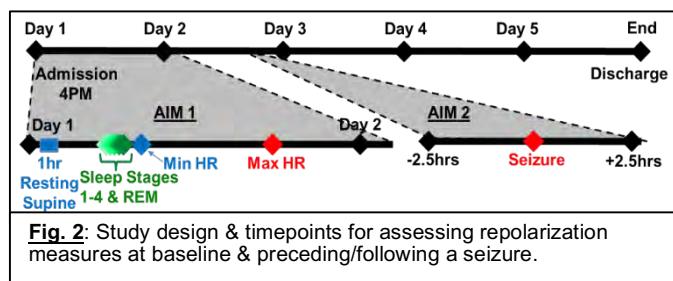 Day 1 Day 2 Day 3 Day 4 Day 5 End
Admission
4PM
Discharge
AIM 1
AIM 2
Day 1
Day 2
1hr
Resting
Supine
Sleep Stages
1-4 & REM
Min HR
Max HR
-2.5hrs
Seizure
+2.5hrs
Fig. 2: Study design & timepoints for assessing repolarization
measures at baseline & preceding/following a seizure.